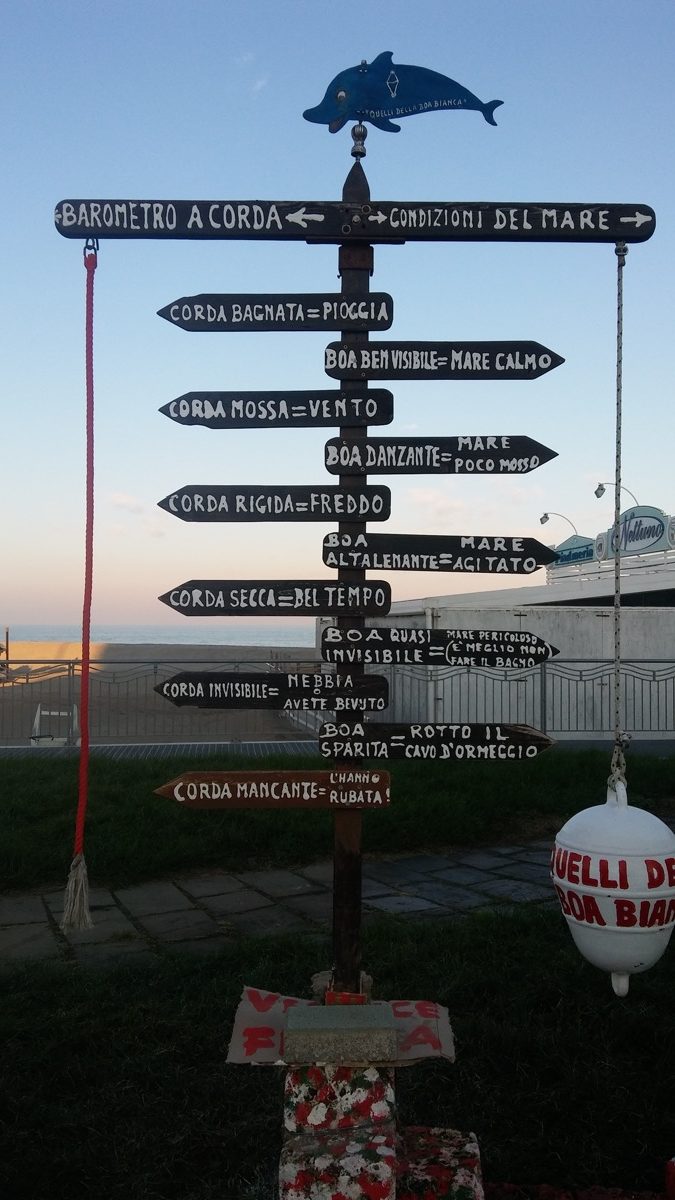 "QUELLI DELLA BOA BIANCA"
BAROMETRO A CORDA ← → CONDIZIONI DEL MARE →
CORDA BAGNATA = PIOGGIA
BOA BEN VISIBILE = MARE CALMO
CORDA MOSSA = VENTO
BOA DANZANTE = MARE
POCO MOSSO
CORDA RIGIDA = FREDDO
Nettuno
BOA MARE
ALTALENANTE = AGITATO
CORDA SECCA = BEL TEMPO
BOA QUASI
INVISIBILE =
(MARE PERICOLOSO
È MEGLIO NON
FARE IL BAGNO)
CORDA INVISIBILE = NEBBIA
O
AVETE BEVUTO
BOA
SPARITA = ROTTO IL
CAVO D'ORMEGGIO
CORDA MANCANTE = L'HANNO
RUBATA!
QUELLI DE
BOA BIAN